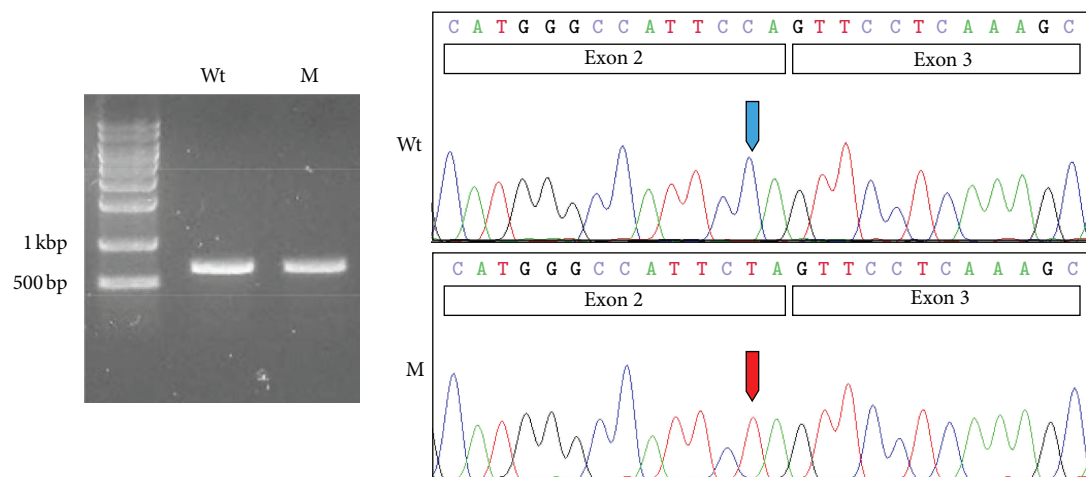 Wt M
1 kbp
500 bp
C A T G G G C C A T T C C A G T T C C T C A A A G C
Exon 2 Exon 3
Wt
C A T G G G C C A T T C T A G T T C C T C A A A G C
Exon 2 Exon 3
M